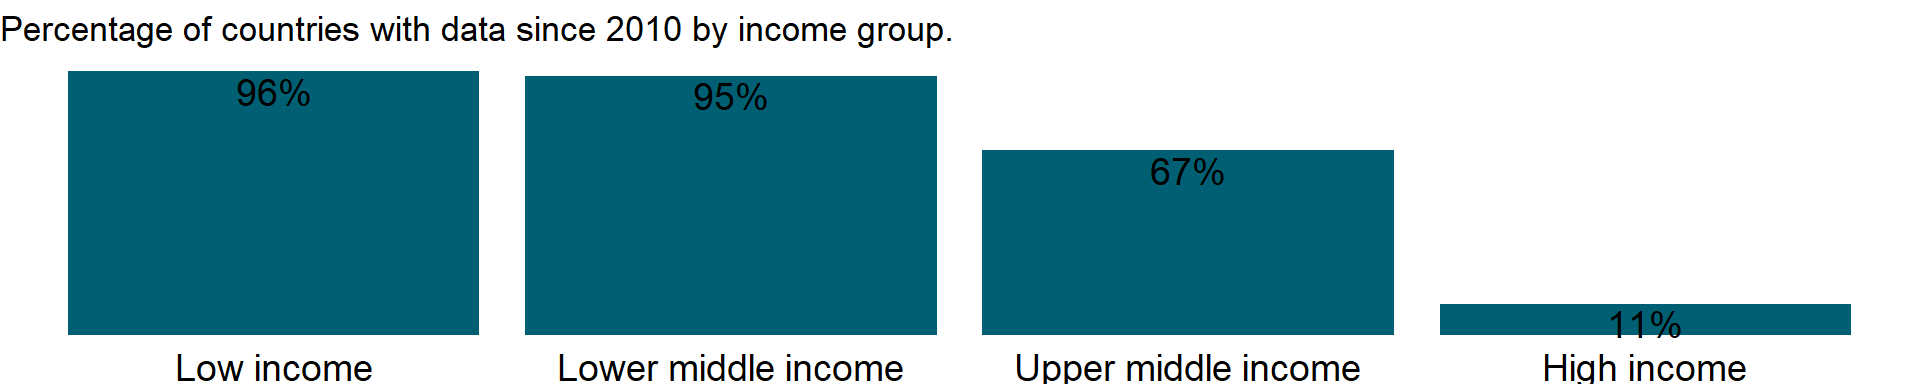 Percentage of countries with data since 2010 by income group.
96%
95%
67%
11%
Low income
Lower middle income
Upper middle income
High income